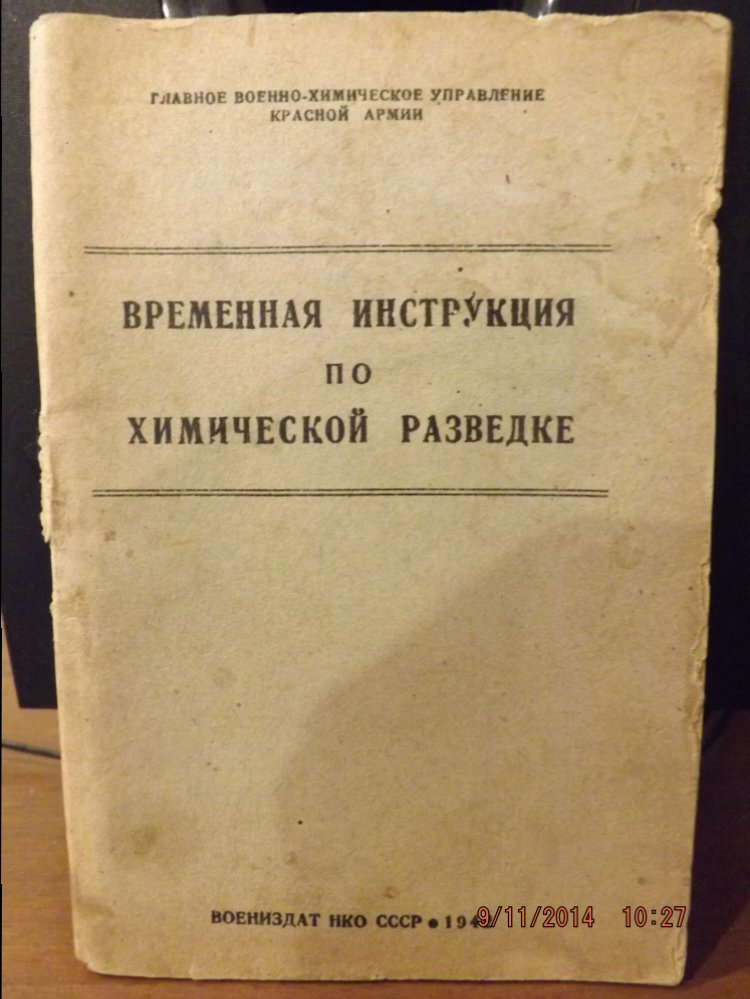 ГЛАВНОЕ ВОЕННО-ХИМИЧЕСКОЕ УПРАВЛЕНИЕ
КРАСНОЙ АРМИИ
ВРЕМЕННАЯ ИНСТРУКЦИЯ
ПО
ХИМИЧЕСКОЙ РАЗВЕДКЕ
ВОЕНИЗДАТ НКО СССР ●
9/11/2014 10:27